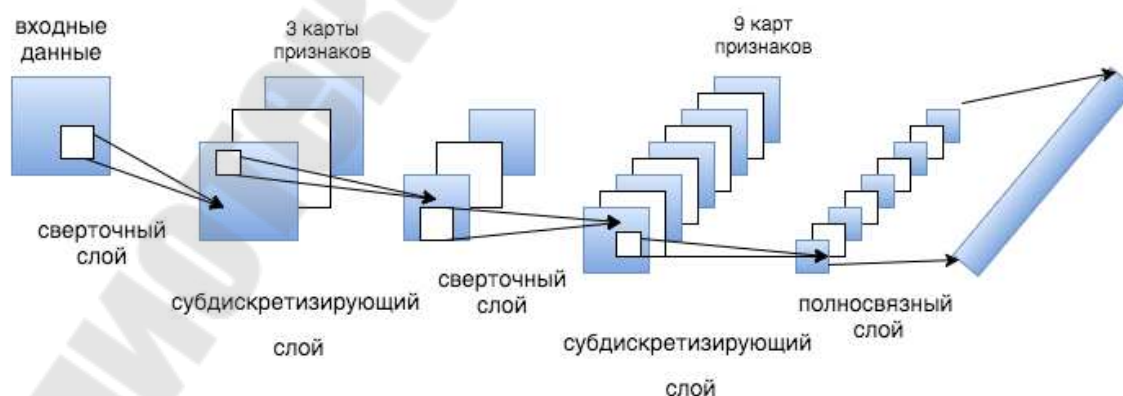 входные
данные
3 карты
признаков
9 карт
признаков
сверточный
слой
субдискретизирующий
слой
сверточный
слой
субдискретизирующий
слой
полносвязный
слой